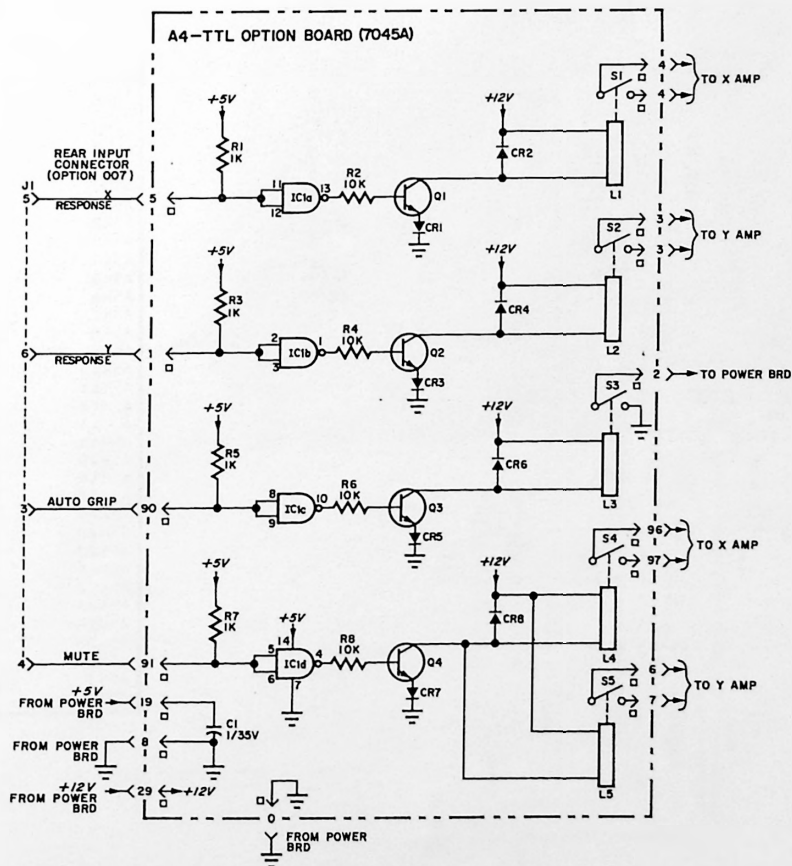 A4-TTL OPTION BOARD (7045A)
REAR INPUT
CONNECTOR
(OPTION 007)
J1
5
X
RESPONSE
5
+5V
R1
1K
11
12
IC1a
13
R2
10K
Q1
CR1
+12V
CR2
S1
L1
4
4
TO X AMP
6
Y
RESPONSE
1
+5V
R3
1K
2
3
IC1b
1
R4
10K
Q2
CR3
+12V
CR4
S2
L2
3
3
TO Y AMP
3
AUTO GRIP
90
+5V
R5
1K
8
9
IC1c
10
R6
10K
Q3
CR5
+12V
CR6
S3
L3
2
TO POWER BRD
4
MUTE
91
+5V
R7
1K
+5V
14
5
6
IC1d
4
7
R8
10K
Q4
CR7
+12V
CR8
S4
L4
96
97
TO X AMP
S5
L5
6
7
TO Y AMP
+5V
FROM POWER
BRD
19
C1
1/35V
FROM POWER
BRD
8
+12V
FROM POWER
BRD
29
+12V
0
FROM POWER
BRD